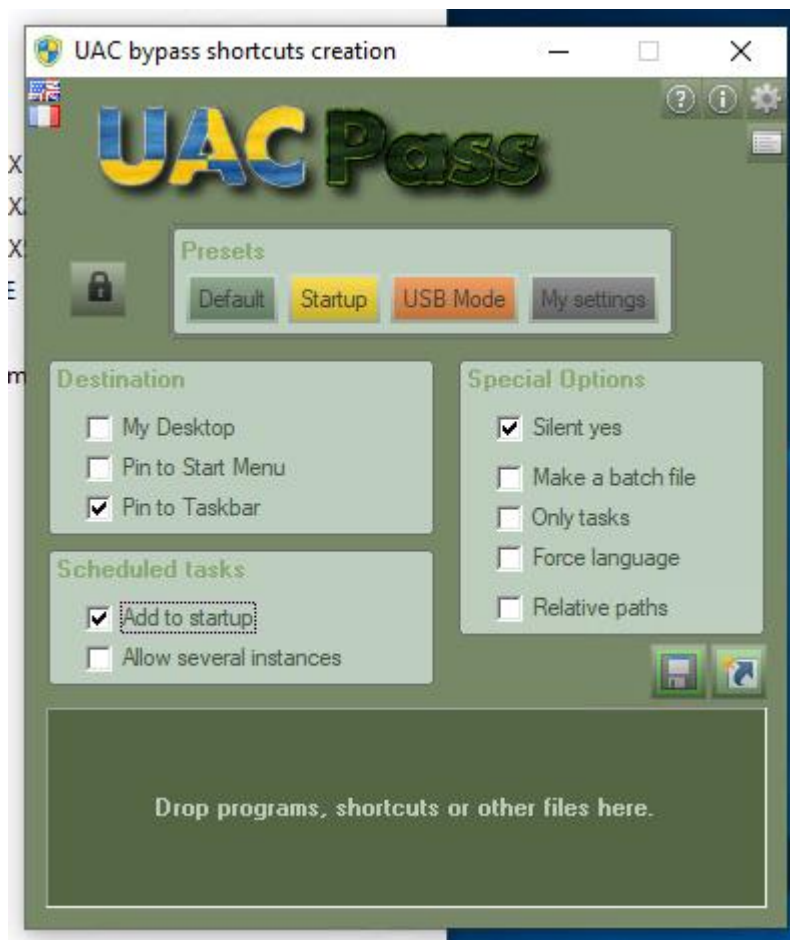 UAC bypass shortcuts creation
UAC Pass
Presets
Default Startup USB Mode My settings
Destination
My Desktop
Pin to Start Menu
Pin to Taskbar
Special Options
Silent yes
Make a batch file
Only tasks
Force language
Relative paths
Scheduled tasks
Add to startup
Allow several instances
Drop programs, shortcuts or other files here.